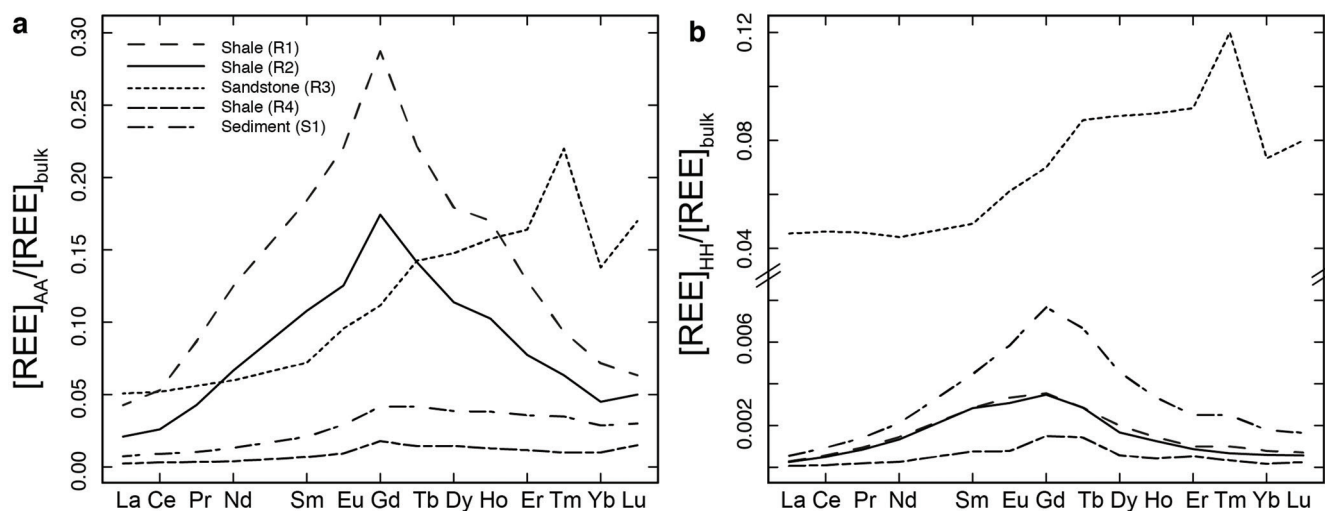 a
[REE]AA/[REE]bulk
0.30
0.25
0.20
0.15
0.10
0.05
0.00
Shale (R1)
Shale (R2)
Sandstone (R3)
Shale (R4)
Sediment (S1)
La Ce Pr Nd Sm Eu Gd Tb Dy Ho Er Tm Yb Lu
b
[REE]HH/[REE]bulk
0.12
0.08
0.04
0.006
0.002
La Ce Pr Nd Sm Eu Gd Tb Dy Ho Er Tm Yb Lu